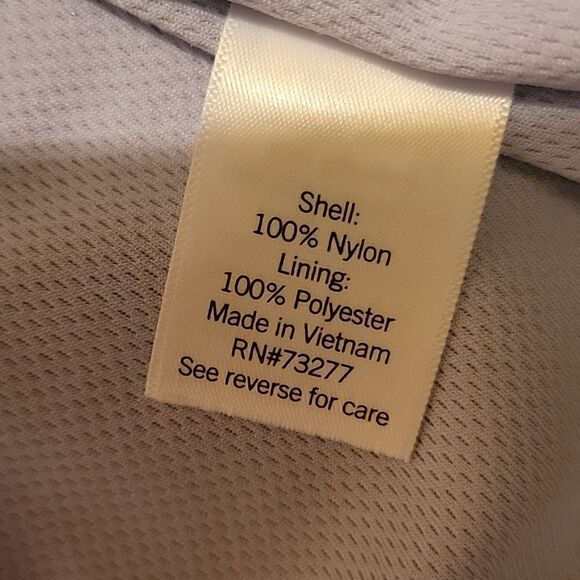 Shell:
100% Nylon
Lining:
100% Polyester
Made in Vietnam
RN#73277
See reverse for care